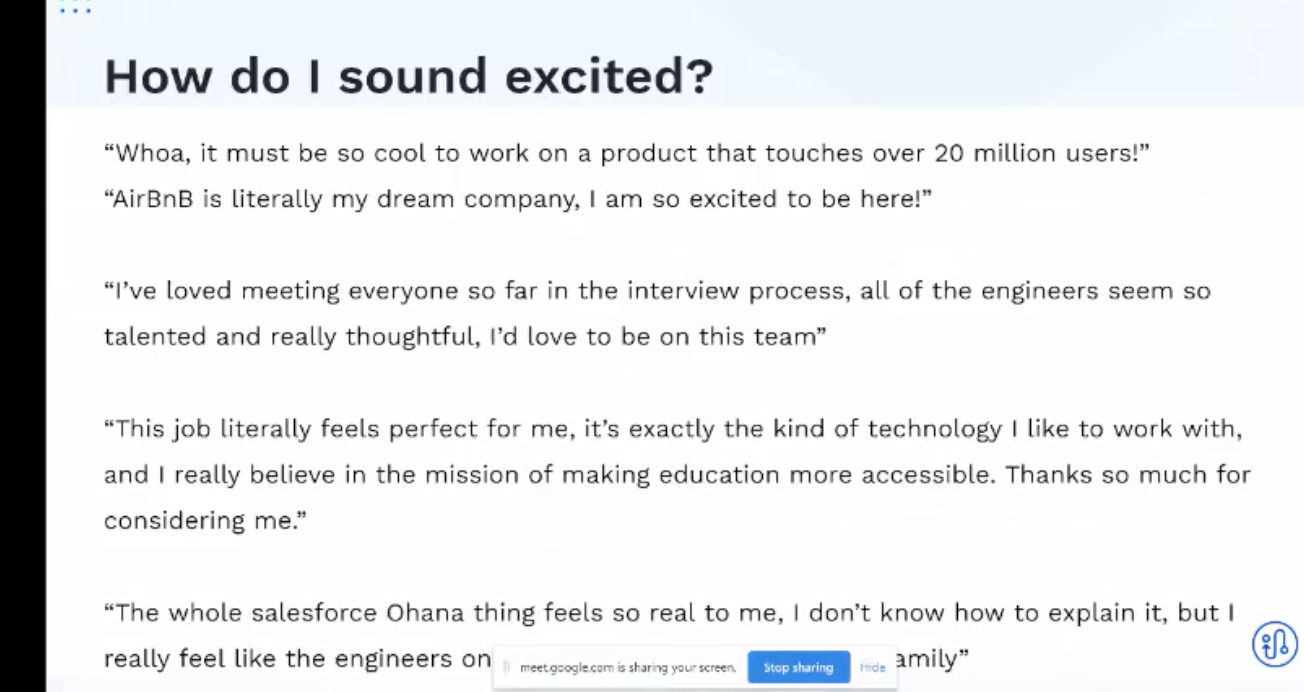 How do I sound excited?
“Whoa, it must be so cool to work on a product that touches over 20 million users!”
“AirBnB is literally my dream company, I am so excited to be here!”
“I’ve loved meeting everyone so far in the interview process, all of the engineers seem so
talented and really thoughtful, I’d love to be on this team”
“This job literally feels perfect for me, it’s exactly the kind of technology I like to work with,
and I really believe in the mission of making education more accessible. Thanks so much for
considering me.”
“The whole salesforce Ohana thing feels so real to me, I don’t know how to explain it, but I
really feel like the engineers on amily”
meet.google.com is sharing your screen. Stop sharing Hide